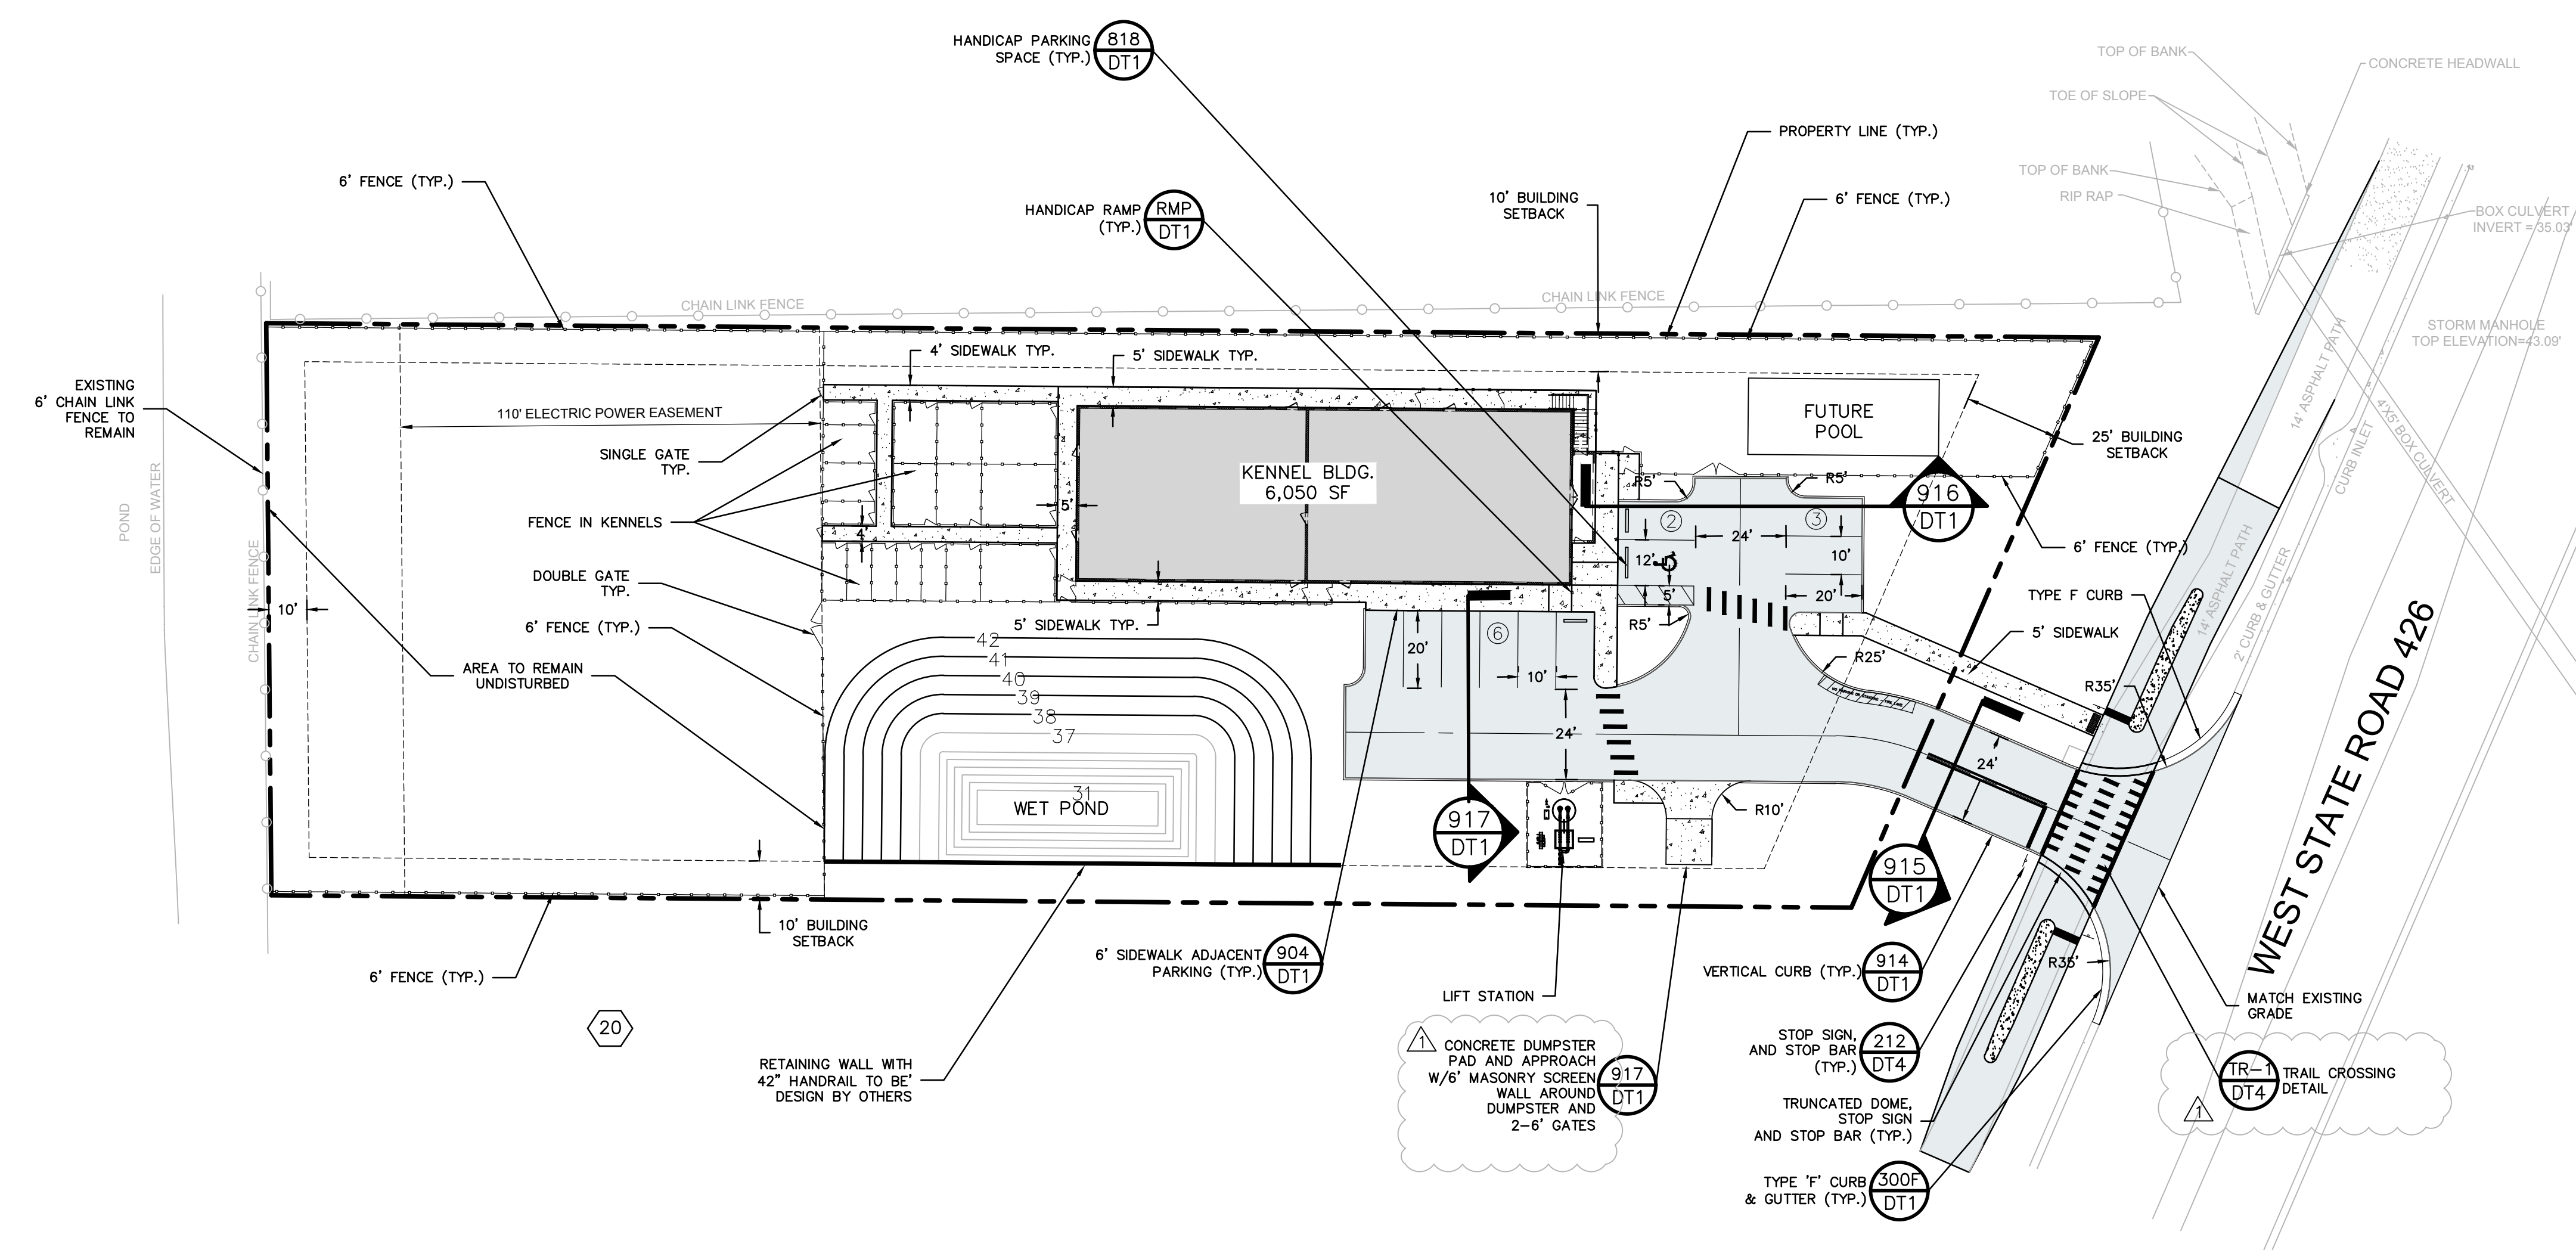 HANDICAP PARKING
SPACE (TYP.)
818
DT1
TOP OF BANK
CONCRETE HEADWALL
TOE OF SLOPE
PROPERTY LINE (TYP.)
6' FENCE (TYP.)
HANDICAP RAMP
(TYP.)
RMP
DT1
10' BUILDING
SETBACK
6' FENCE (TYP.)
TOP OF BANK
RIP RAP
BOX CULVERT
INVERT = 35.03'
CHAIN LINK FENCE
CHAIN LINK FENCE
STORM MANHOLE
TOP ELEVATION=43.09'
14' ASPHALT PATH
4'X5' BOX CULVERT
CURB INLET
EXISTING
6' CHAIN LINK
FENCE TO
REMAIN
4' SIDEWALK TYP.
5' SIDEWALK TYP.
110' ELECTRIC POWER EASEMENT
FUTURE
POOL
25' BUILDING
SETBACK
SINGLE GATE
TYP.
KENNEL BLDG.
6,050 SF
POND
EDGE OF WATER
CHAIN LINK FENCE
FENCE IN KENNELS
5'
4'
R5'
R5'
916
DT1
2
3
24'
12'
10'
6' FENCE (TYP.)
14' ASPHALT PATH
2' CURB & GUTTER
DOUBLE GATE
TYP.
10'
5'
20'
TYPE F CURB
6' FENCE (TYP.)
5' SIDEWALK TYP.
6
R5'
5' SIDEWALK
20'
10'
R25'
R35'
AREA TO REMAIN
UNDISTURBED
42
41
40
39
38
37
31
WET POND
24'
24'
R10'
917
DT1
915
DT1
WEST STATE ROAD 426
10' BUILDING
SETBACK
6' FENCE (TYP.)
6' SIDEWALK ADJACENT
PARKING (TYP.)
904
DT1
VERTICAL CURB (TYP.)
914
DT1
R35'
LIFT STATION
MATCH EXISTING
GRADE
20
RETAINING WALL WITH
42" HANDRAIL TO BE'
DESIGN BY OTHERS
1
CONCRETE DUMPSTER
PAD AND APPROACH
W/6' MASONRY SCREEN
WALL AROUND
DUMPSTER AND
2-6' GATES
917
DT1
STOP SIGN,
AND STOP BAR
(TYP.)
212
DT4
TR-1
DT4
TRAIL CROSSING
DETAIL
1
TRUNCATED DOME,
STOP SIGN
AND STOP BAR (TYP.)
TYPE 'F' CURB
& GUTTER (TYP.)
300F
DT1